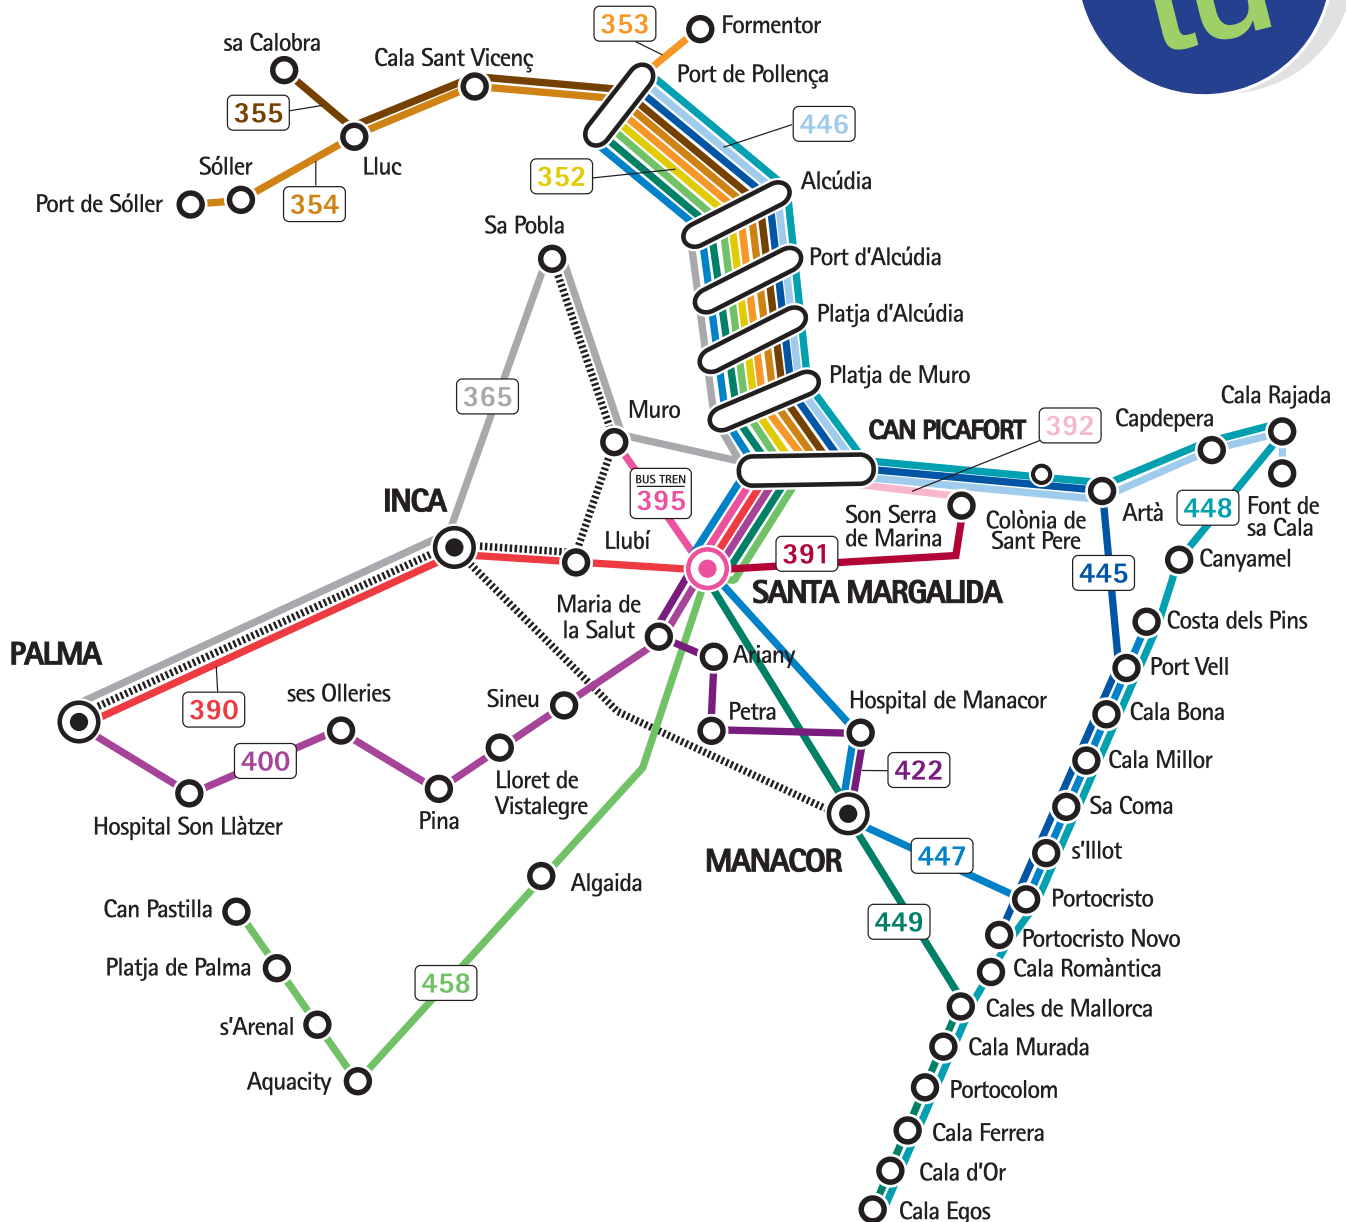 tu
353
Formentor
sa Calobra
Cala Sant Vicenç
Port de Pollença
355
446
Sóller
Lluc
352
Alcúdia
Port de Sóller
354
Sa Pobla
Port d'Alcúdia
Platja d'Alcúdia
Platja de Muro
365
Muro
CAN PICAFORT
392
Capdepera
Cala Rajada
INCA
BUS TREN
395
Son Serra
de Marina
Colònia de
Sant Pere
Artà
448
Font de
sa Cala
Llubí
391
Canyamel
445
SANTA MARGALIDA
Maria de
la Salut
Costa dels Pins
PALMA
Ariany
Port Vell
390
ses Olleries
Sineu
Petra
Hospital de Manacor
Cala Bona
400
Lloret de
Vistalegre
422
Cala Millor
Hospital Son Llàtzer
Pina
Sa Coma
MANACOR
447
s'Illot
Algaida
Portocristo
Can Pastilla
449
Portocristo Novo
Platja de Palma
458
Cala Romàntica
s'Arenal
Cales de Mallorca
Cala Murada
Aquacity
Portocolom
Cala Ferrera
Cala d'Or
Cala Egos